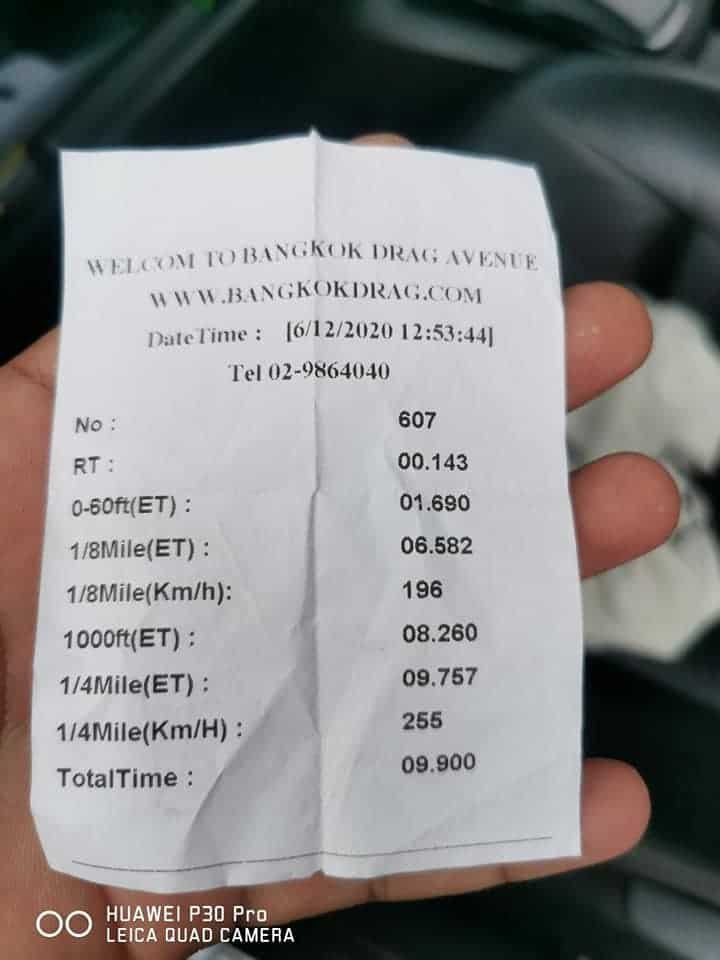 WELCOM TO BANGKOK DRAG AVENUE
WWW.BANGKOKDRAG.COM
DateTime : [6/12/2020 12:53:44]
Tel 02-9864040
No : 607
RT : 00.143
0-60ft(ET) : 01.690
1/8Mile(ET) : 06.582
1/8Mile(Km/h): 196
1000ft(ET) : 08.260
1/4Mile(ET) : 09.757
1/4Mile(Km/H) : 255
TotalTime : 09.900
HUAWEI P30 Pro
LEICA QUAD CAMERA